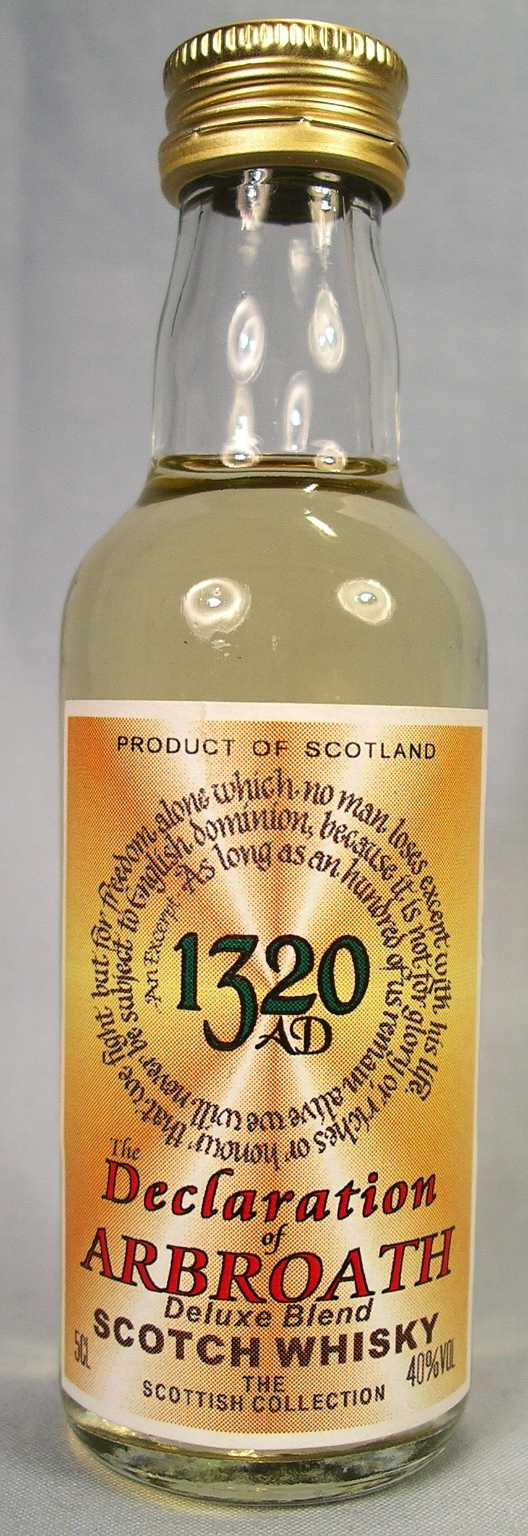 PRODUCT OF SCOTLAND
An Excerpt As long as an hundred of us remain alive we will never be subject to English dominion, because it is not for glory or riches or honour that we fight but for freedom alone which no man loses except with his life
1320
AD
The
Declaration
of
ARBROATH
Deluxe Blend
SCOTCH WHISKY
5CL
40%VOL
THE
SCOTTISH COLLECTION